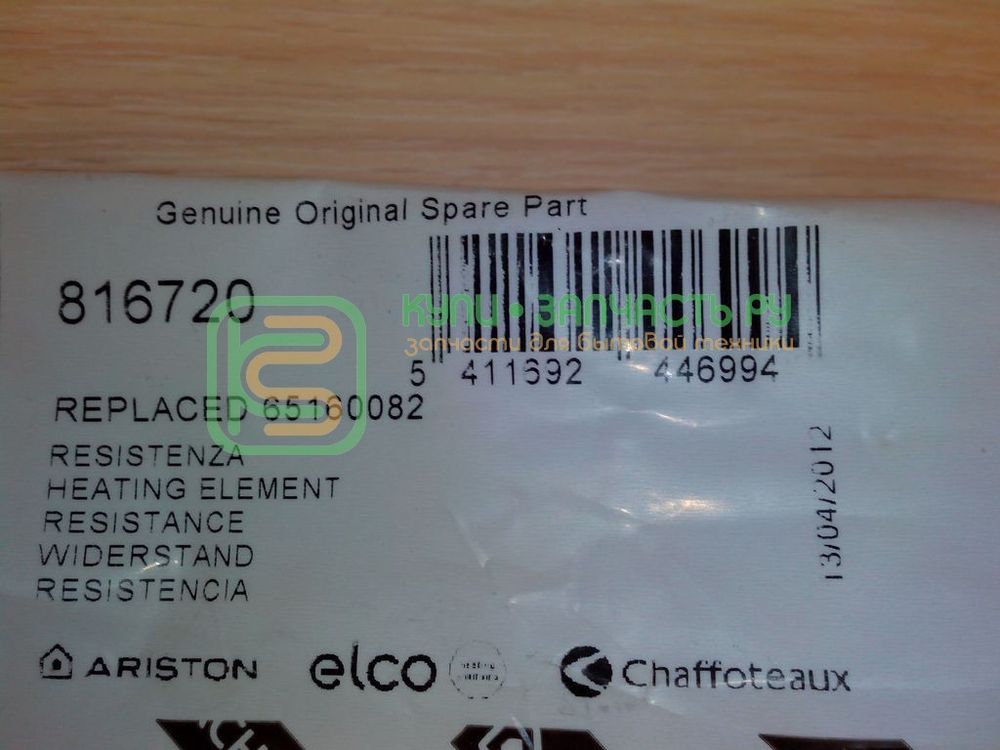 Genuine Original Spare Part
816720
КУПИ•ЗАПЧАСТЬ.РУ
запчасти для бытовой техники
5 411692 446994
REPLACED 65160082
RESISTENZA
HEATING ELEMENT
RESISTANCE
WIDERSTAND
RESISTENCIA
13/04/2012
ARISTON
elco
Chaffoteaux